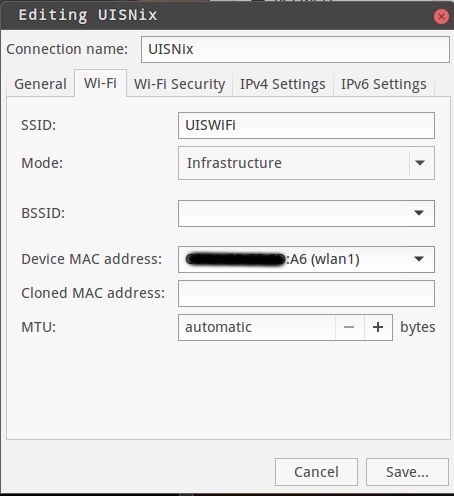 Editing UISNix
Connection name: UISNix
General Wi-Fi Wi-Fi Security IPv4 Settings IPv6 Settings
SSID: UISWiFi
Mode: Infrastructure
BSSID:
Device MAC address: :A6 (wlan1)
Cloned MAC address:
MTU: automatic − + bytes
Cancel Save...